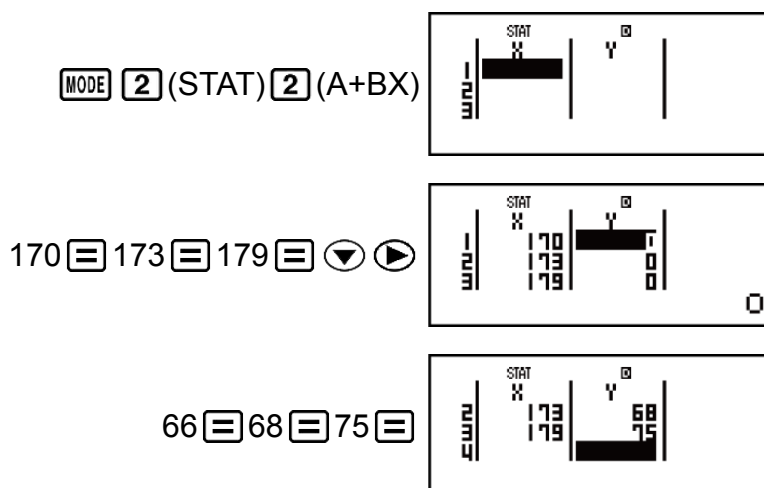 STAT D
X Y
MODE 2 (STAT) 2 (A+BX)
1
2
3
STAT D
X Y
170 = 173 = 179 = ▼ ▶
1 170
2 173 0
3 179 0
0
STAT D
X Y
66 = 68 = 75 =
2 173 68
3 179 75
4